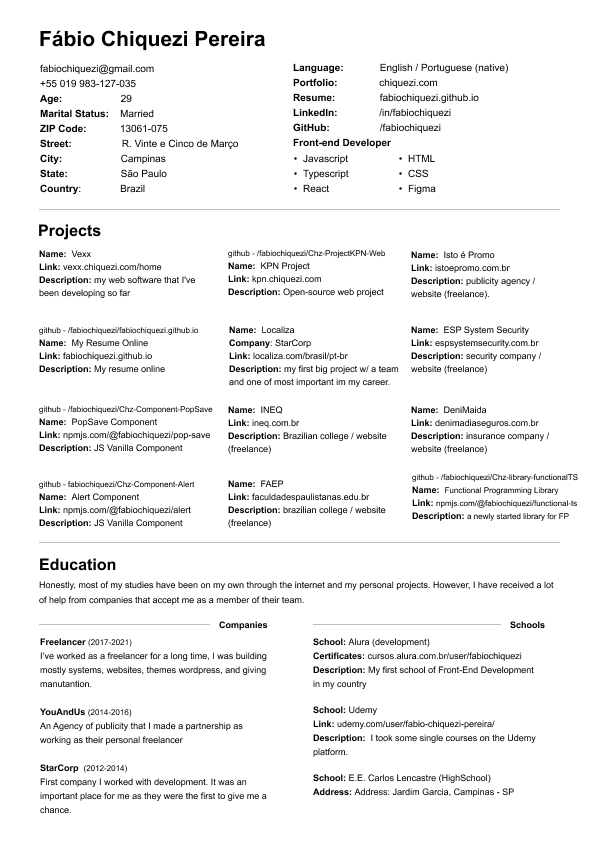 Fábio Chiquezi Pereira
fabiochiquezi@gmail.com
+55 019 983-127-035
Age: 29
Marital Status: Married
ZIP Code: 13061-075
Street: R. Vinte e Cinco de Março
City: Campinas
State: São Paulo
Country: Brazil
Language: English / Portuguese (native)
Portfolio: chiquezi.com
Resume: fabiochiquezi.github.io
LinkedIn: /in/fabiochiquezi
GitHub: /fabiochiquezi
Front-end Developer
• Javascript • HTML
• Typescript • CSS
• React • Figma
Projects
Name: Vexx
Link: vexx.chiquezi.com/home
Description: my web software that I've
been developing so far
github - /fabiochiquezi/Chz-ProjectKPN-Web
Name: KPN Project
Link: kpn.chiquezi.com
Description: Open-source web project
Name: Isto é Promo
Link: istoepromo.com.br
Description: publicity agency /
website (freelance).
github - /fabiochiquezi/fabiochiquezi.github.io
Name: My Resume Online
Link: fabiochiquezi.github.io
Description: My resume online
Name: Localiza
Company: StarCorp
Link: localiza.com/brasil/pt-br
Description: my first big project w/ a team
and one of most important im my career.
Name: ESP System Security
Link: espsystemsecurity.com.br
Description: security company /
website (freelance)
github - /fabiochiquezi/Chz-Component-PopSave
Name: PopSave Component
Link: npmjs.com/@fabiochiquezi/pop-save
Description: JS Vanilla Component
Name: INEQ
Link: ineq.com.br
Description: Brazilian college / website
(freelance)
Name: DeniMaida
Link: denimadiaseguros.com.br
Description: insurance company /
website (freelance)
github - /fabiochiquezi/Chz-Component-Alert
Name: Alert Component
Link: npmjs.com/@fabiochiquezi/alert
Description: JS Vanilla Component
Name: FAEP
Link: faculdadespaulistanas.edu.br
Description: brazilian college / website
(freelance)
github - /fabiochiquezi/Chz-library-functionalTS
Name: Functional Programming Library
Link: npmjs.com/@fabiochiquezi/functional-ts
Description: a newly started library for FP
Education
Honestly, most of my studies have been on my own through the internet and my personal projects. However, I have received a lot
of help from companies that accept me as a member of their team.
Companies
Freelancer (2017-2021)
I've worked as a freelancer for a long time, I was building
mostly systems, websites, themes wordpress, and giving
manutantion.
YouAndUs (2014-2016)
An Agency of publicity that I made a partnership as
working as their personal freelancer
StarCorp (2012-2014)
First company I worked with development. It was an
important place for me as they were the first to give me a
chance.
Schools
School: Alura (development)
Certificates: cursos.alura.com.br/user/fabiochiquezi
Description: My first school of Front-End Development
in my country
School: Udemy
Link: udemy.com/user/fabio-chiquezi-pereira/
Description: I took some single courses on the Udemy
platform.
School: E.E. Carlos Lencastre (HighSchool)
Address: Address: Jardim Garcia, Campinas - SP